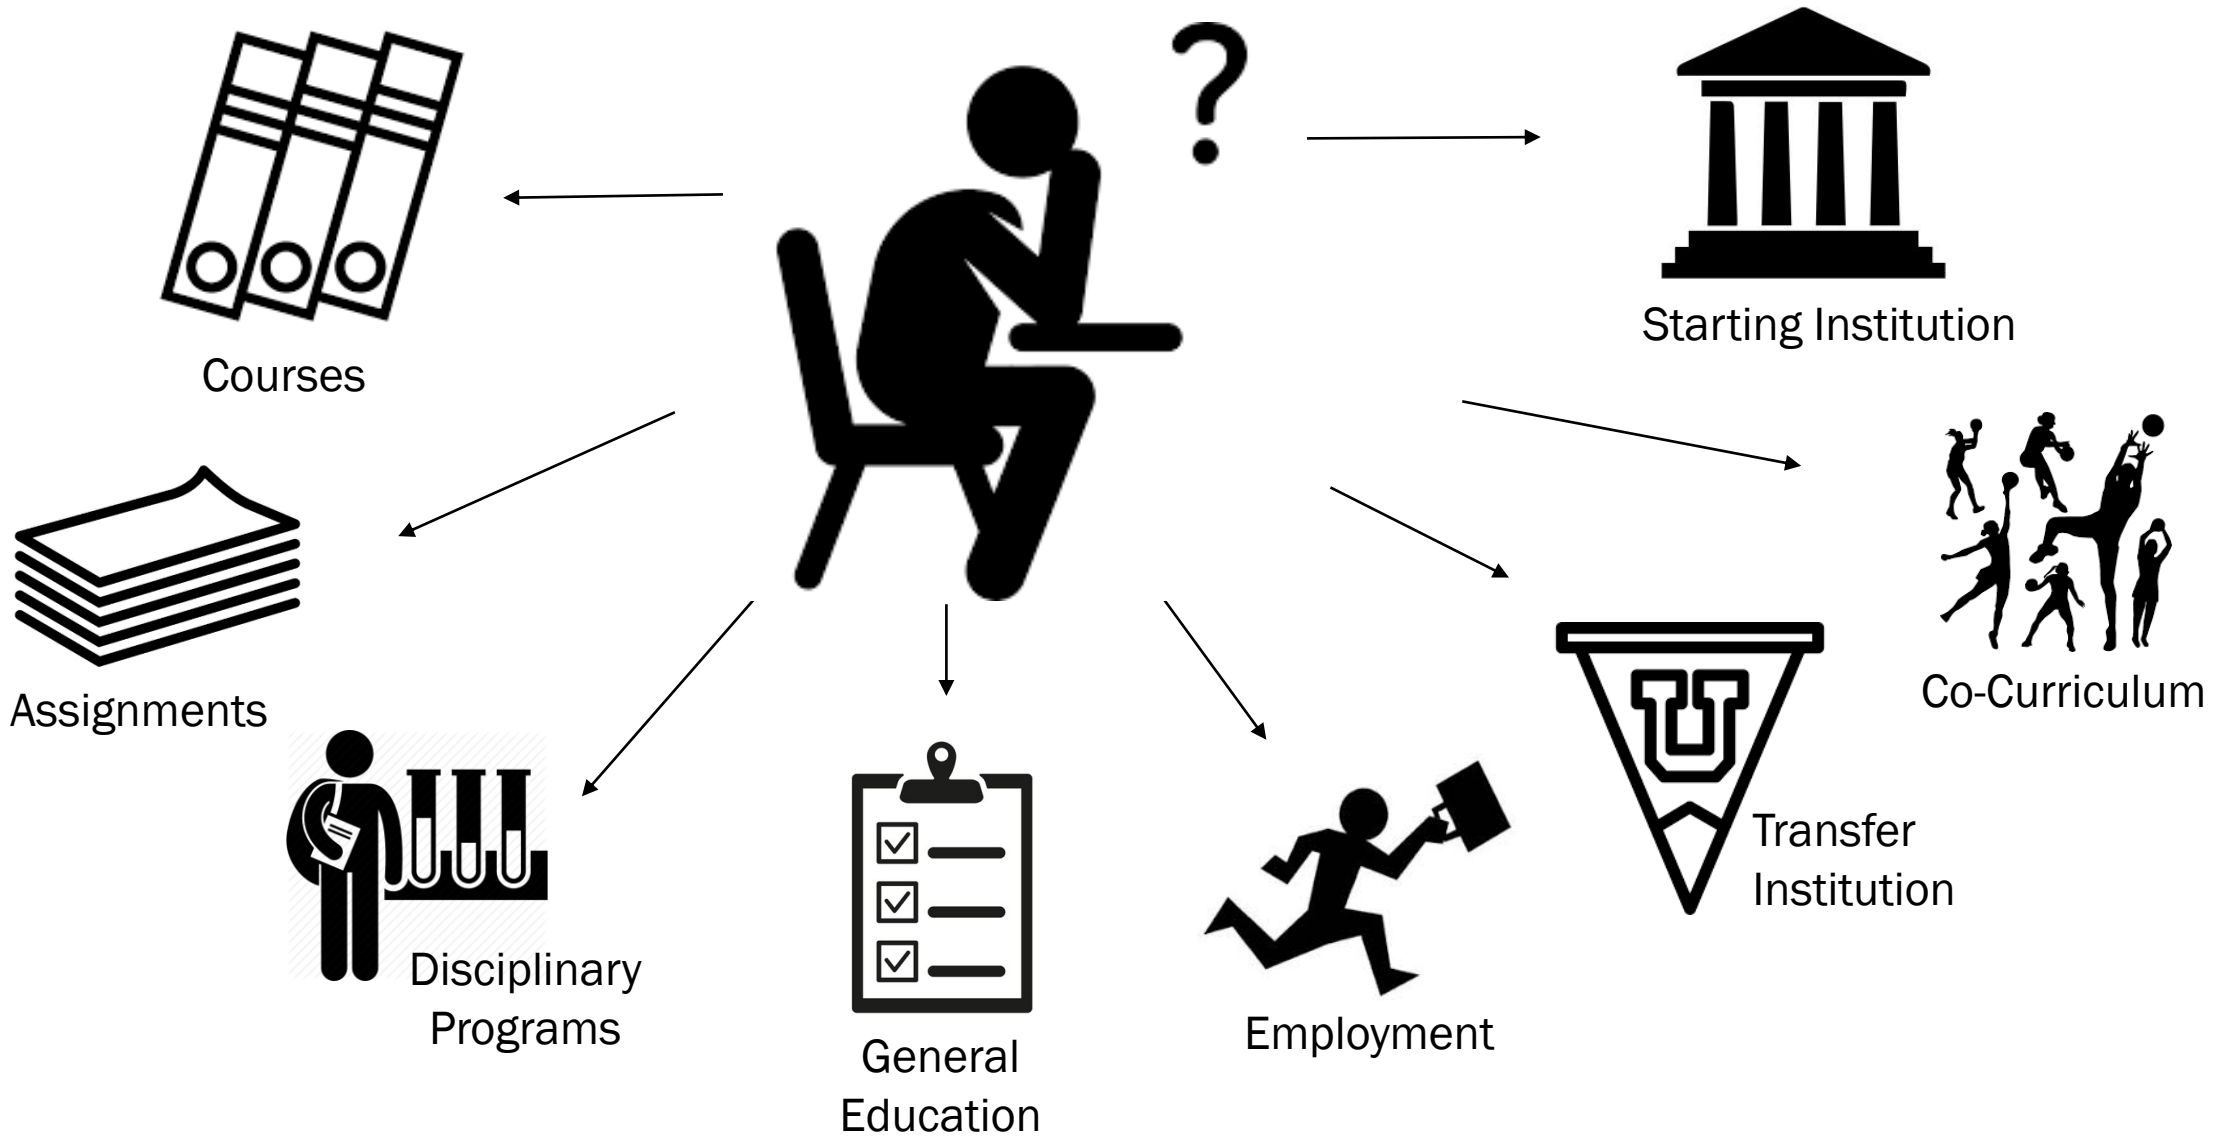 ?
Starting Institution
Courses
Co-Curriculum
Assignments
U
Transfer
Institution
Disciplinary
Programs
Employment
General
Education